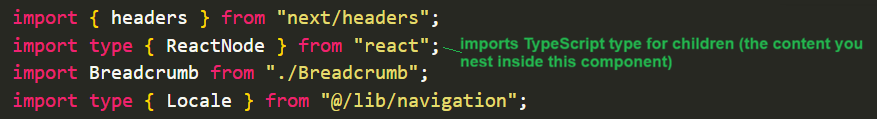 import { headers } from "next/headers";
import type { ReactNode } from "react";
imports TypeScript type for children (the content you
nest inside this component)
import Breadcrumb from "./Breadcrumb";
import type { Locale } from "@/lib/navigation";